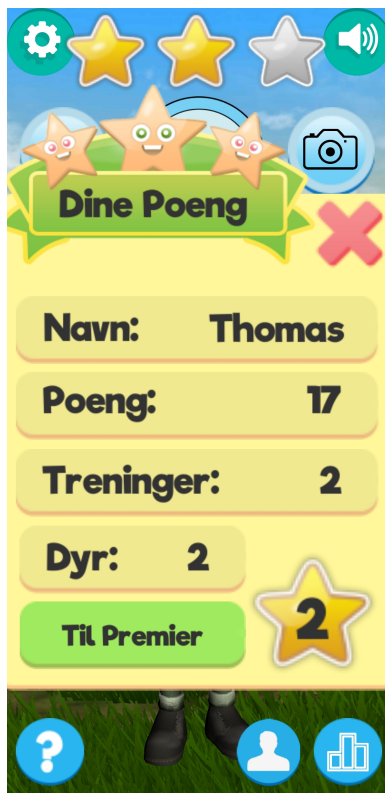 Dine Poeng
Navn: Thomas
Poeng: 17
Treninger: 2
Dyr: 2
2
Til Premier
?